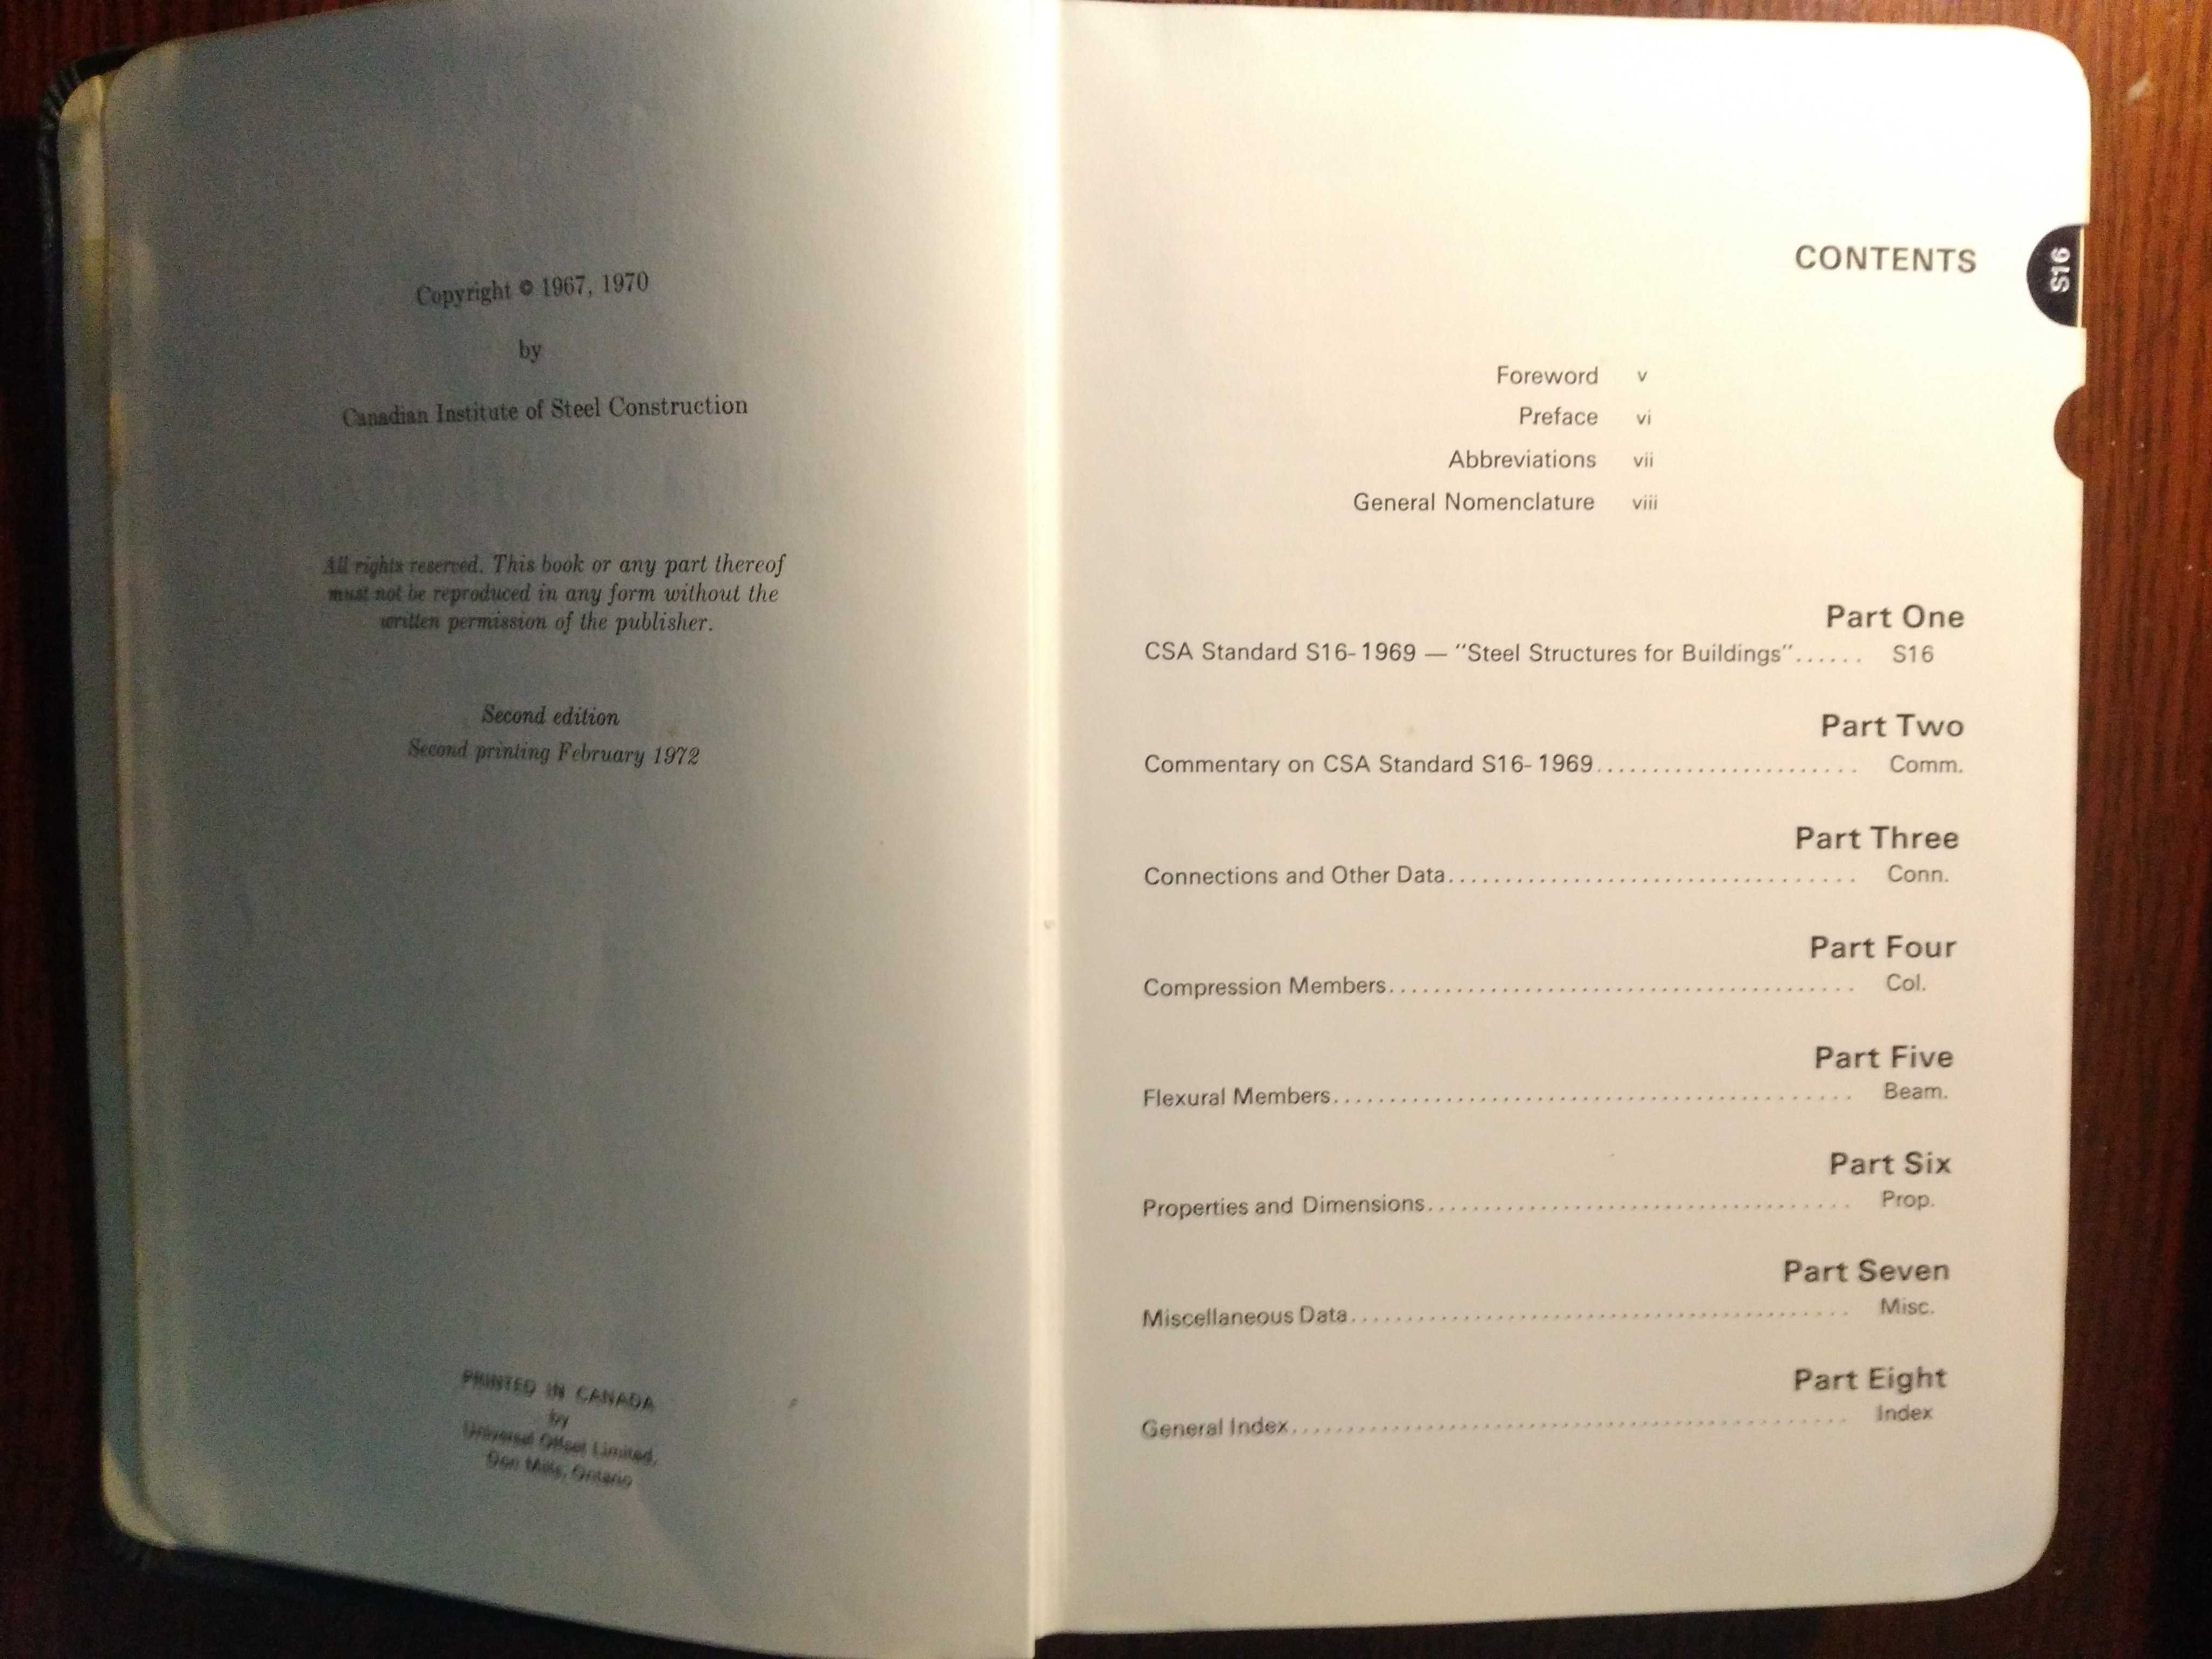 Copyright © 1967, 1970
by
Canadian Institute of Steel Construction
All rights reserved. This book or any part thereof
must not be reproduced in any form without the
written permission of the publisher.
Second edition
Second printing February 1972
PRINTED IN CANADA
by
Universal Offset Limited,
Don Mills, Ontario
CONTENTS
S16
Foreword v
Preface vi
Abbreviations vii
General Nomenclature viii
Part One
CSA Standard S16-1969 — "Steel Structures for Buildings"...... S16
Part Two
Commentary on CSA Standard S16-1969....................... Comm.
Part Three
Connections and Other Data.................................... Conn.
Part Four
Compression Members.......................................... Col.
Part Five
Flexural Members............................................... Beam.
Part Six
Properties and Dimensions...................................... Prop.
Part Seven
Miscellaneous Data............................................. Misc.
Part Eight
General Index.................................................. Index